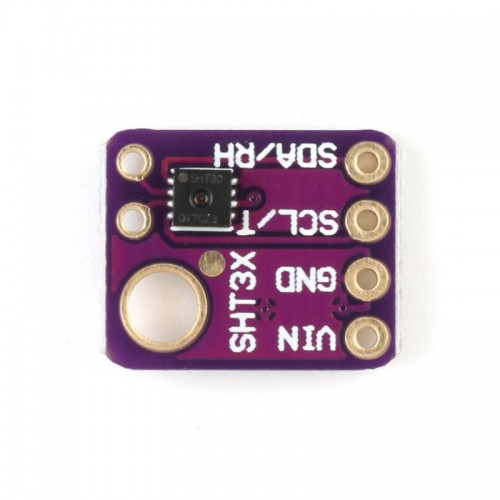 SDA/RH
SHT30
SCL/T
GND
SHT3X
VIN